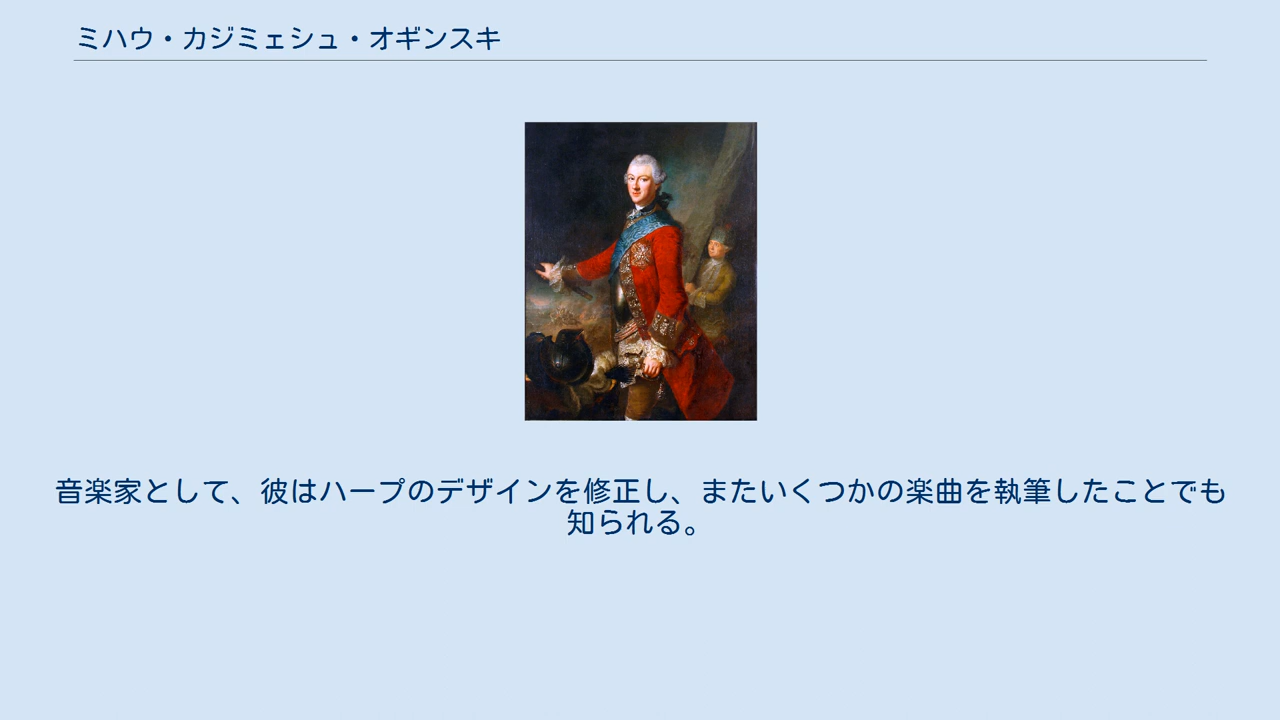 ミハウ・カジミェシュ・オギンスキ
音楽家として、彼はハープのデザインを修正し、またいくつかの楽曲を執筆したことでも
知られる。